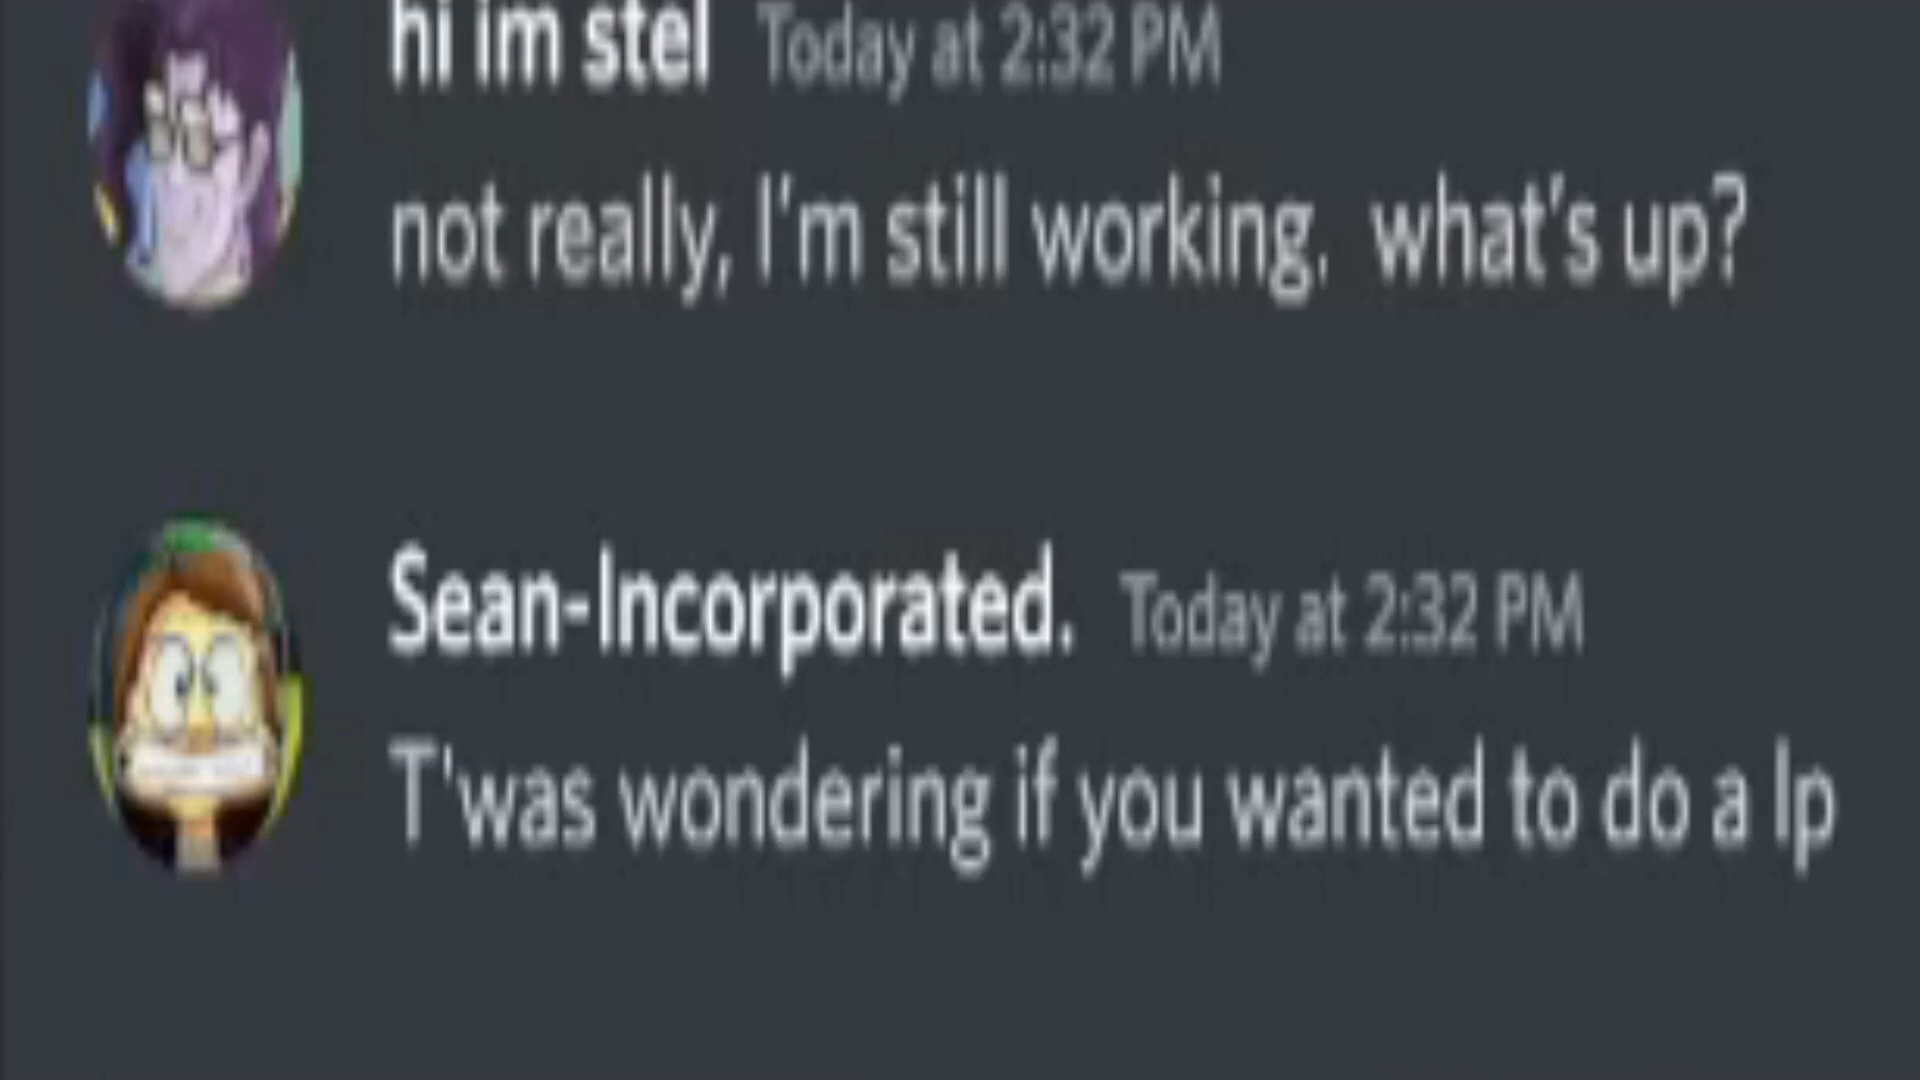 hi im stel Today at 2:32 PM
not really, I'm still working. what's up?
Sean-Incorporated. Today at 2:32 PM
T'was wondering if you wanted to do a lp